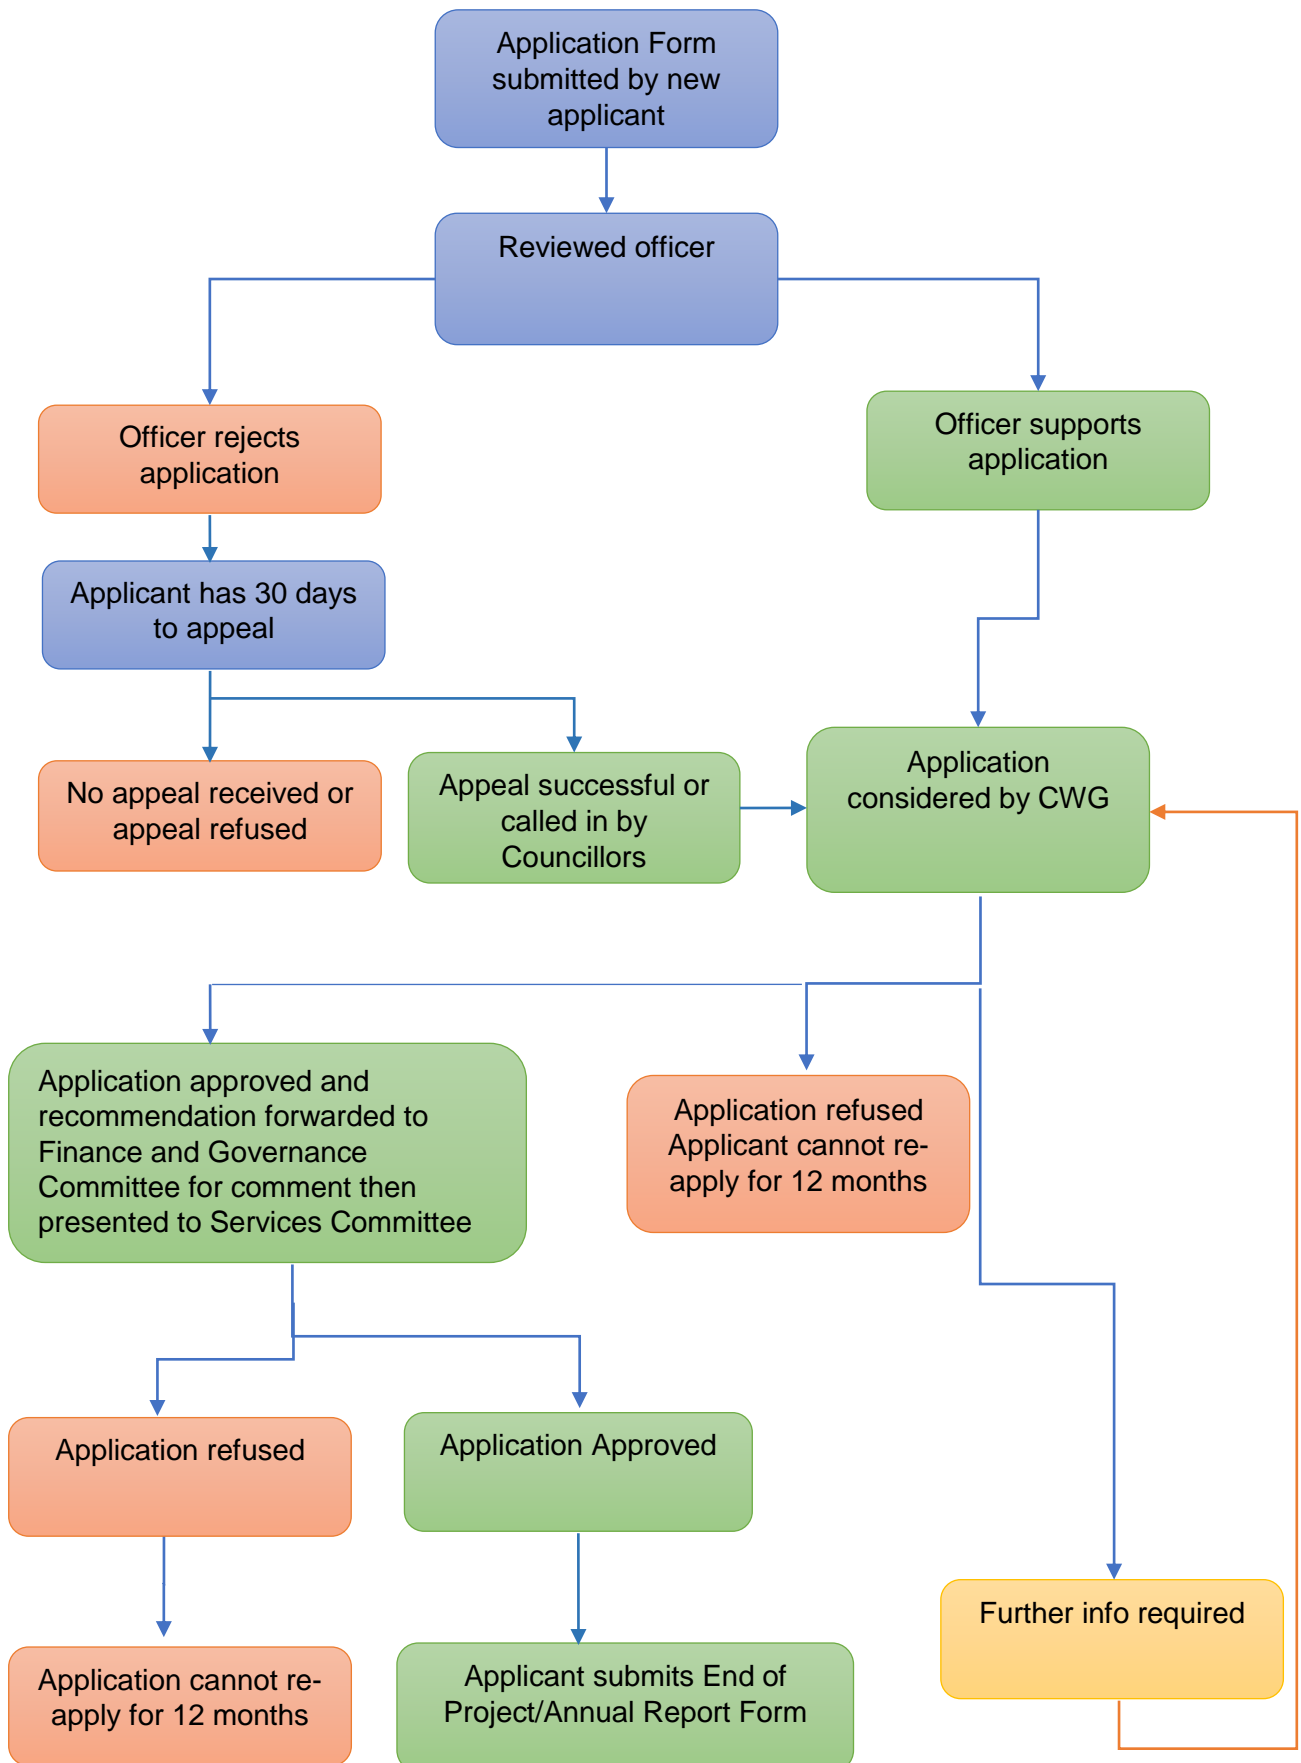 Application Form
submitted by new
applicant
Reviewed officer
Officer rejects
application
Officer supports
application
Applicant has 30 days
to appeal
No appeal received or
appeal refused
Appeal successful or
called in by
Councillors
Application
considered by CWG
Application approved and
recommendation forwarded to
Finance and Governance
Committee for comment then
presented to Services Committee
Application refused
Applicant cannot re-
apply for 12 months
Application refused
Application Approved
Further info required
Application cannot re-
apply for 12 months
Applicant submits End of
Project/Annual Report Form